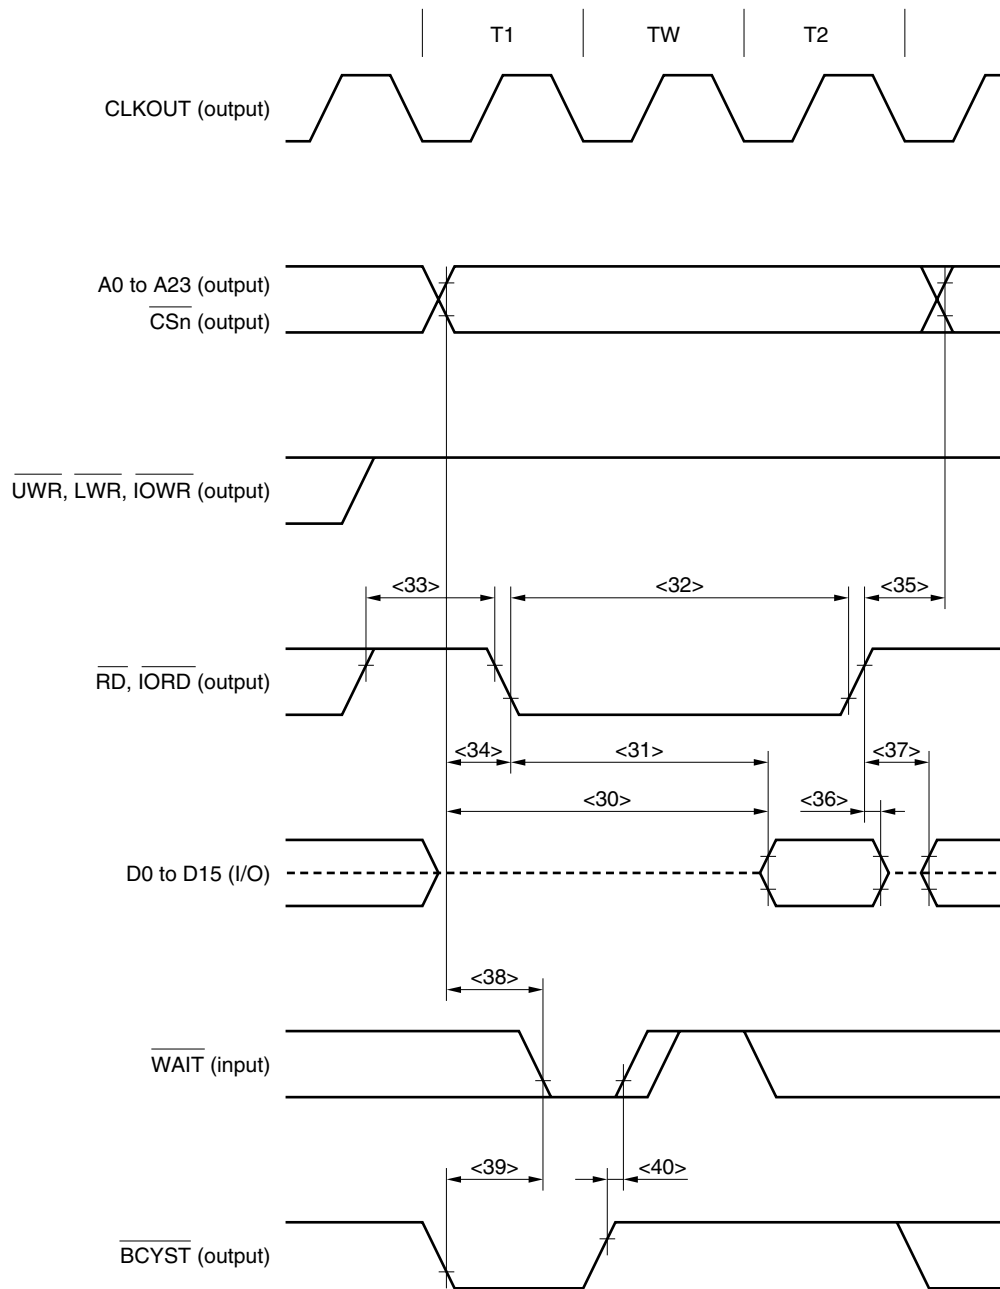 T1 TW T2
CLKOUT (output)
A0 to A23 (output)
CSn (output)
UWR, LWR, IOWR (output)
<33> <32> <35>
RD, IORD (output)
<34> <31> <37>
<30> <36>
D0 to D15 (I/O)
<38>
WAIT (input)
<39> <40>
BCYST (output)